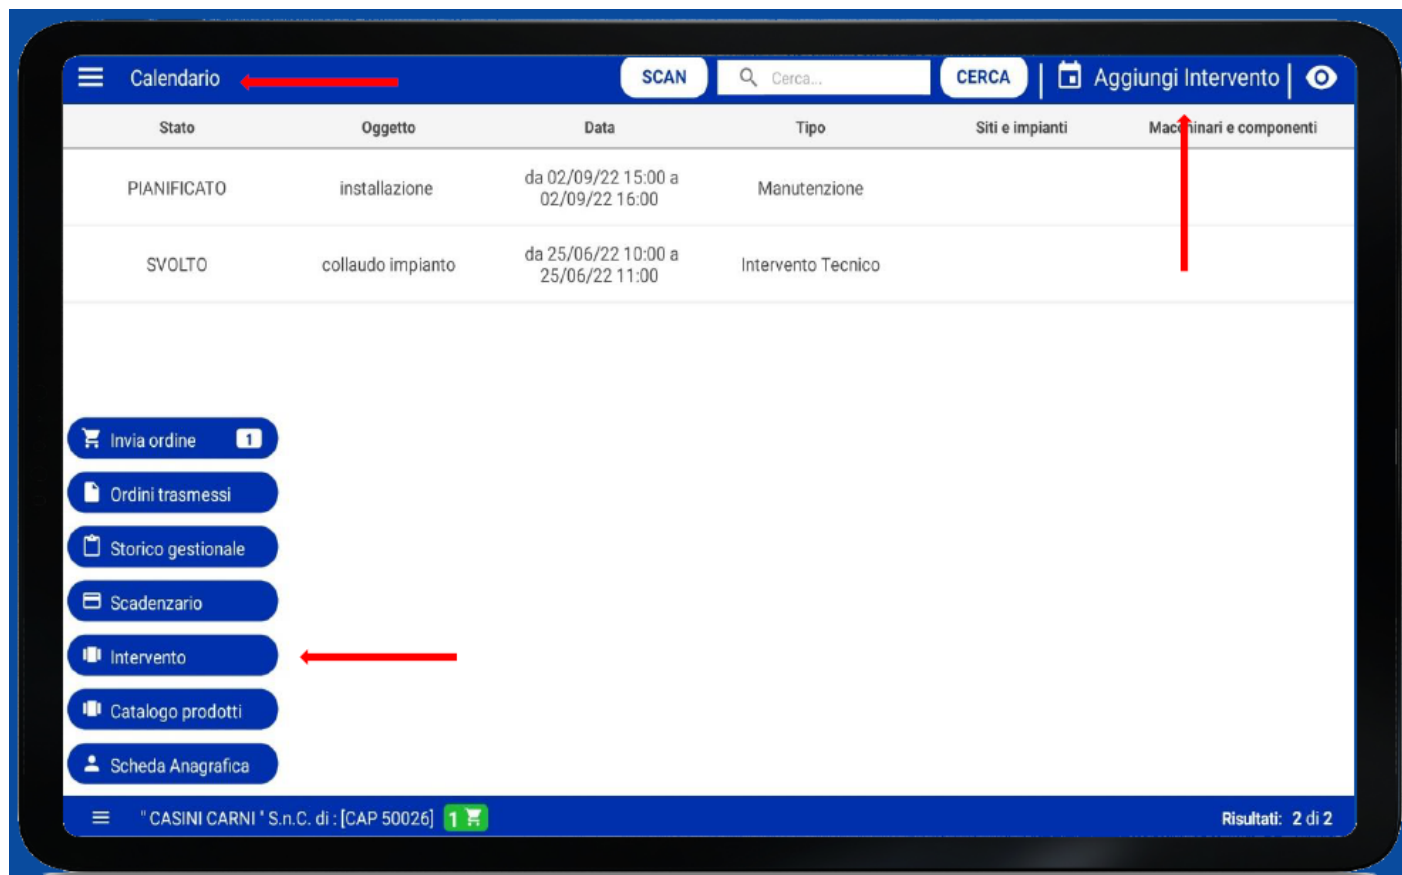 Calendario
SCAN
Cerca...
CERCA
Aggiungi Intervento
Stato Oggetto Data Tipo Siti e impianti Macchinari e componenti
PIANIFICATO installazione da 02/09/22 15:00 a Manutenzione
02/09/22 16:00
SVOLTO collaudo impianto da 25/06/22 10:00 a Intervento Tecnico
25/06/22 11:00
Invia ordine 1
Ordini trasmessi
Storico gestionale
Scadenzario
Intervento
Catalogo prodotti
Scheda Anagrafica
" CASINI CARNI " S.n.C. di : [CAP 50026] 1
Risultati: 2 di 2